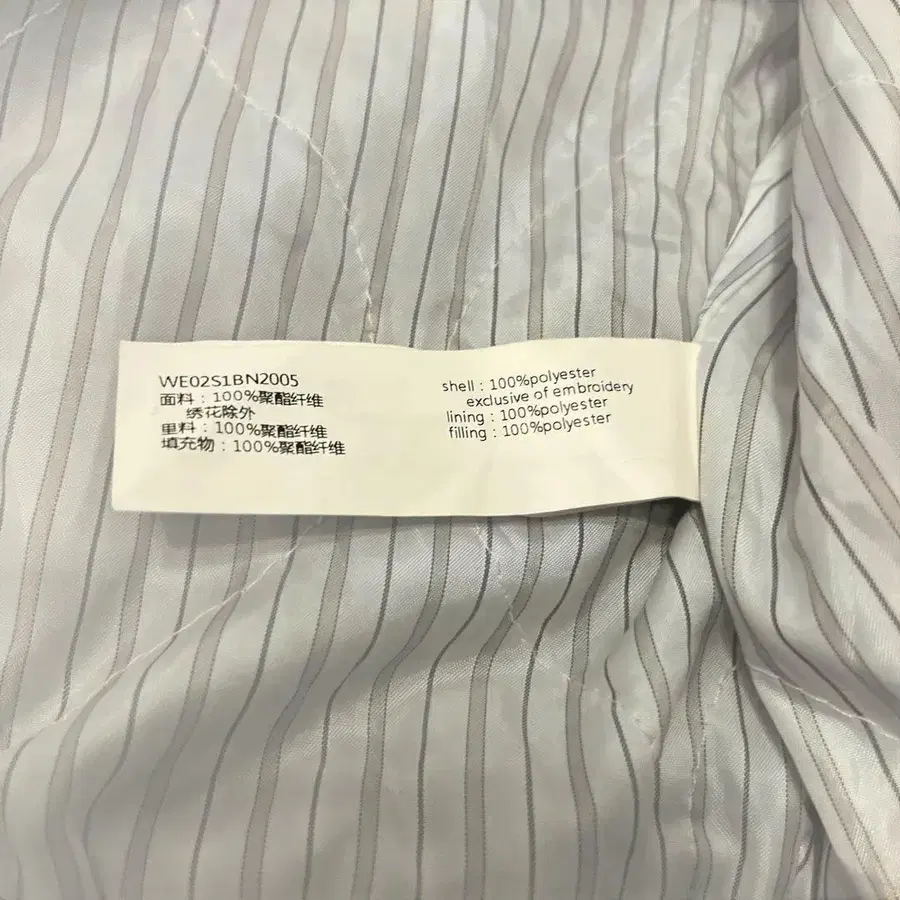 WE02S1BN2005
面料：100%聚酯纤维
绣花除外
里料：100%聚酯纤维
填充物：100%聚酯纤维
shell : 100%polyester
exclusive of embroidery
lining : 100%polyester
filling : 100%polyester